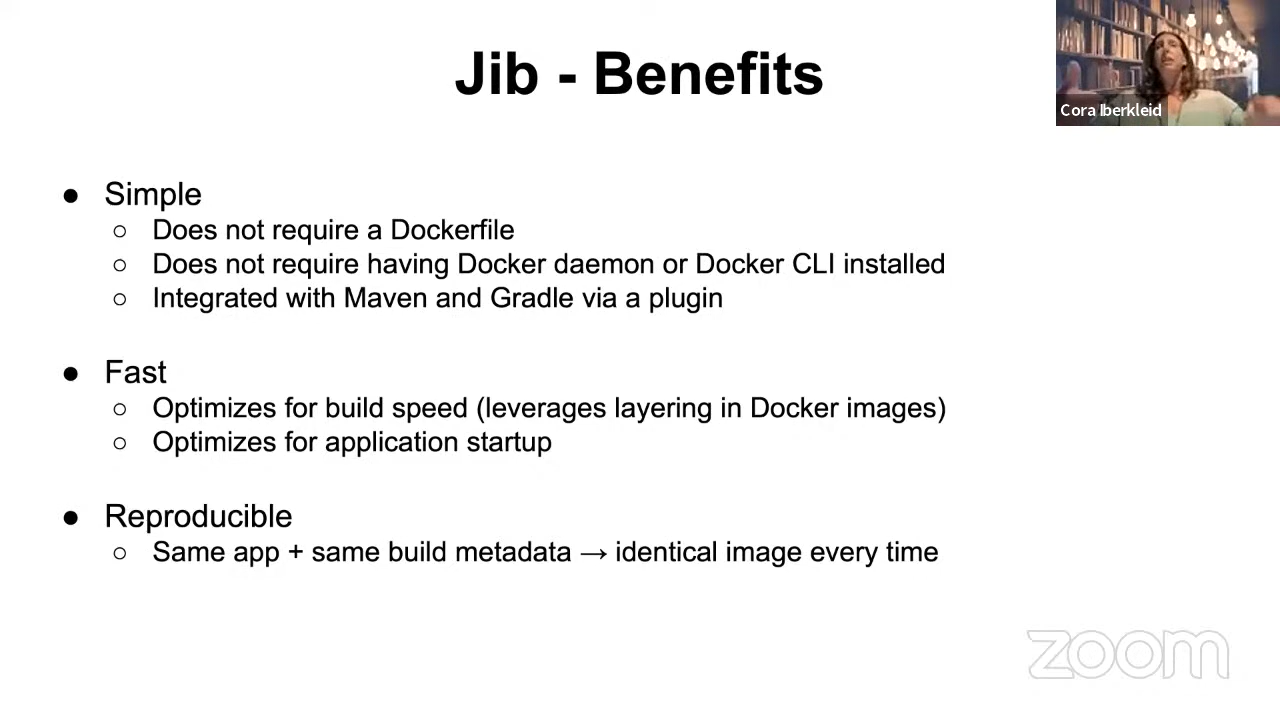 Jib - Benefits
Cora Iberkleid
● Simple
○ Does not require a Dockerfile
○ Does not require having Docker daemon or Docker CLI installed
○ Integrated with Maven and Gradle via a plugin
● Fast
○ Optimizes for build speed (leverages layering in Docker images)
○ Optimizes for application startup
● Reproducible
○ Same app + same build metadata → identical image every time
zoom